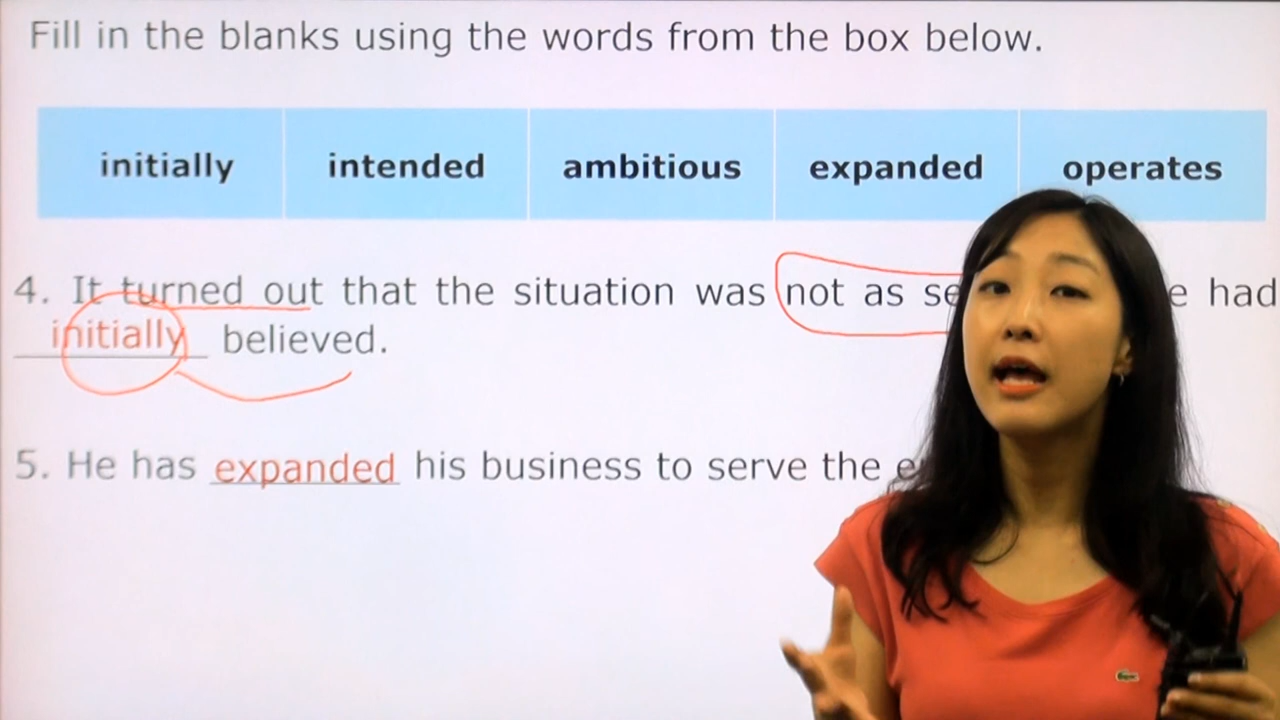 Fill in the blanks using the words from the box below.
initially intended ambitious expanded operates
4. It turned out that the situation was not as had
initially believed.
5. He has expanded his business to serve the